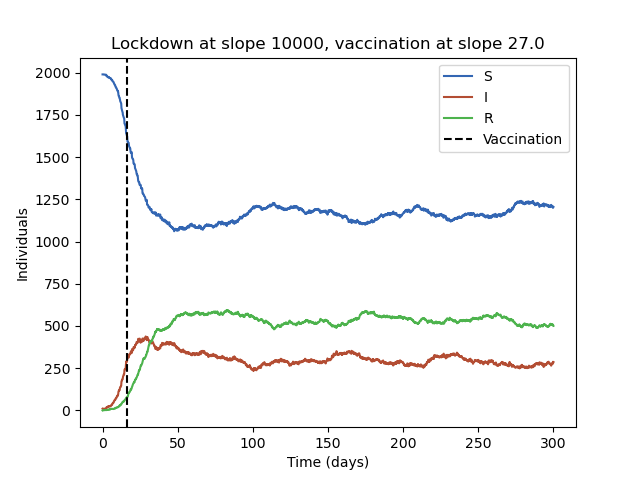 Lockdown at slope 10000, vaccination at slope 27.0
S
I
R
Vaccination
Individuals
2000
1750
1500
1250
1000
750
500
250
0
0 50 100 150 200 250 300
Time (days)